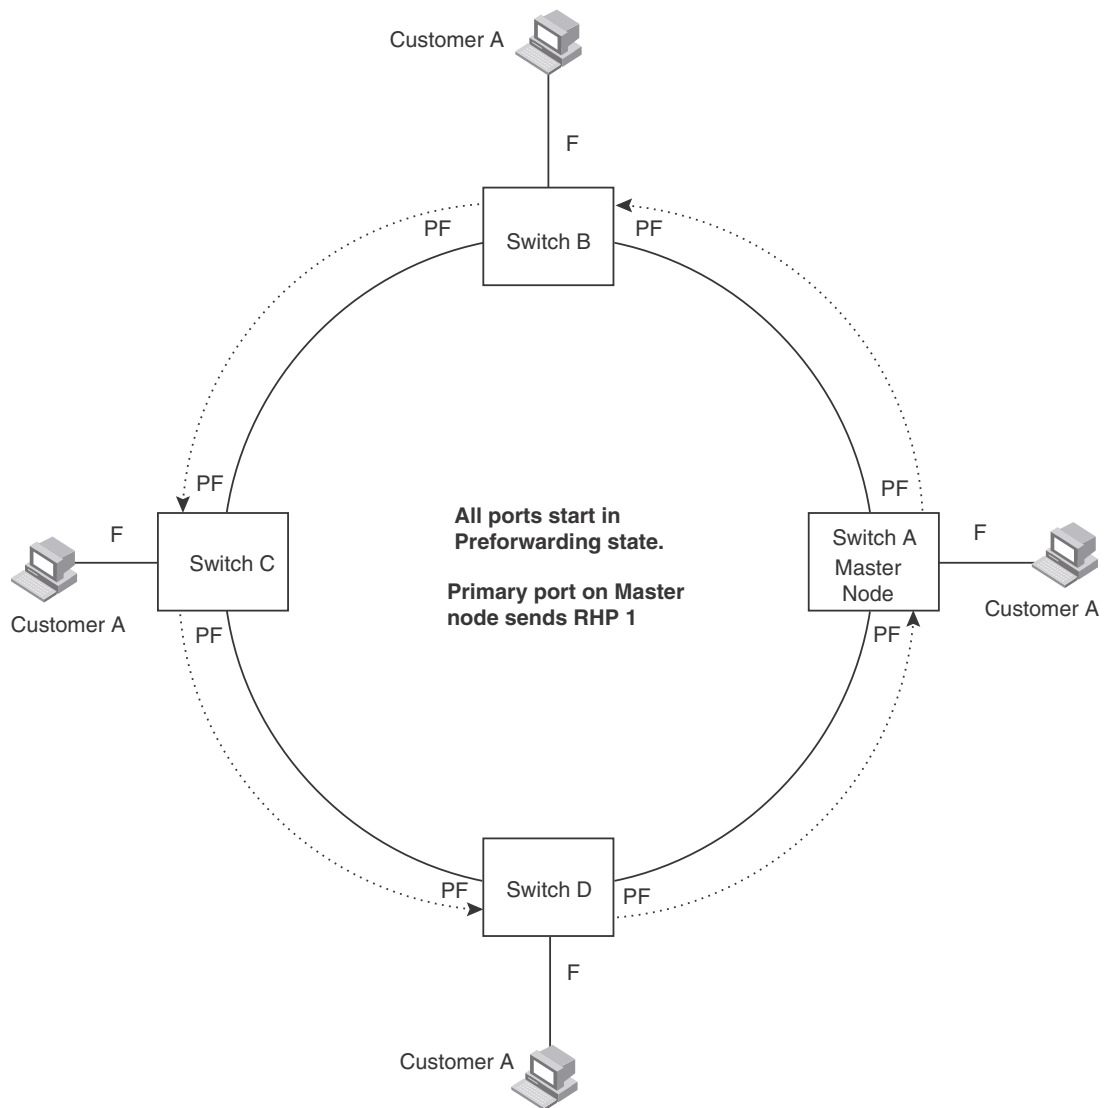 Customer A
F
PF
PF
Switch B
PF
PF
All ports start in
Preforwarding state.
F
Switch C
Switch A
Master
Node
F
Primary port on Master
node sends RHP 1
Customer A
Customer A
PF
PF
PF
PF
Switch D
F
Customer A